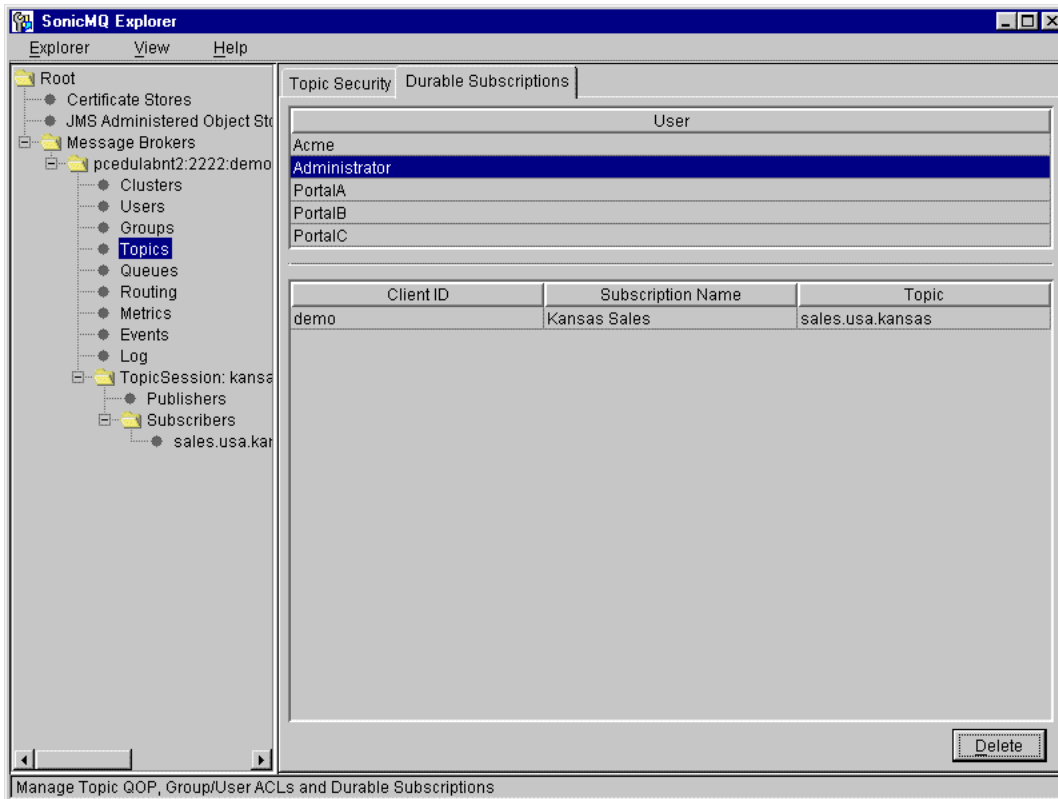 SonicMQ Explorer
Explorer View Help
Root
Certificate Stores
JMS Administered Object Sto
Message Brokers
pcedulabnt2:2222:demo
Clusters
Users
Groups
Topics
Queues
Routing
Metrics
Events
Log
TopicSession: kansa
Publishers
Subscribers
sales.usa.kan
Topic Security Durable Subscriptions
User
Acme
Administrator
PortalA
PortalB
PortalC
Client ID Subscription Name Topic
demo Kansas Sales sales.usa.kansas
Delete
Manage Topic QOP, Group/User ACLs and Durable Subscriptions